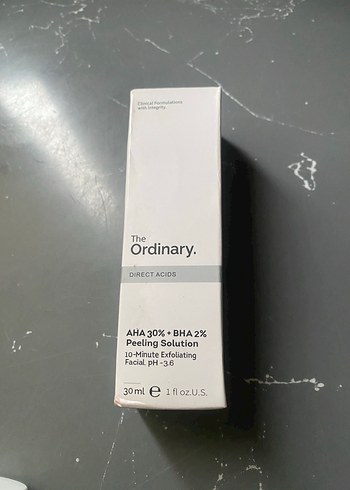 Clinical Formulations
with Integrity.
The
Ordinary.
DIRECT ACIDS
AHA 30% + BHA 2%
Peeling Solution
10-Minute Exfoliating
Facial, pH ~3.6
30 ml e 1 fl oz.U.S.